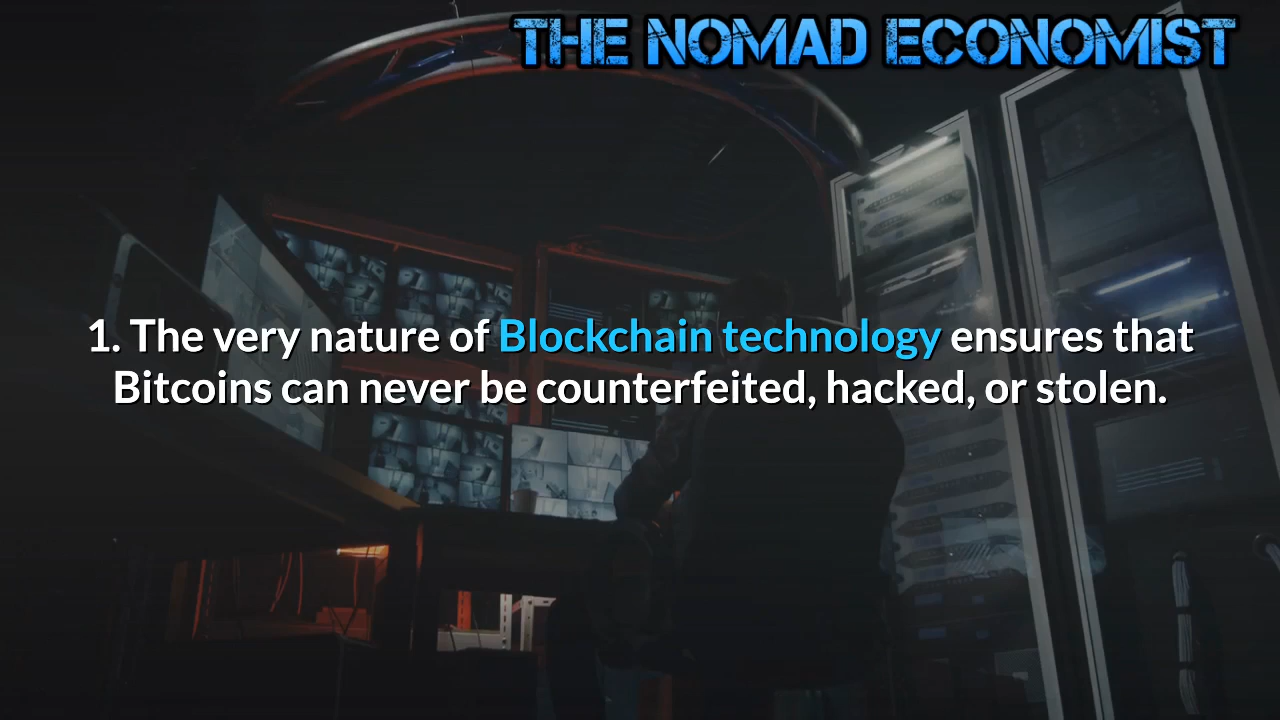 THE NOMAD ECONOMIST
1. The very nature of Blockchain technology ensures that
Bitcoins can never be counterfeited, hacked, or stolen.